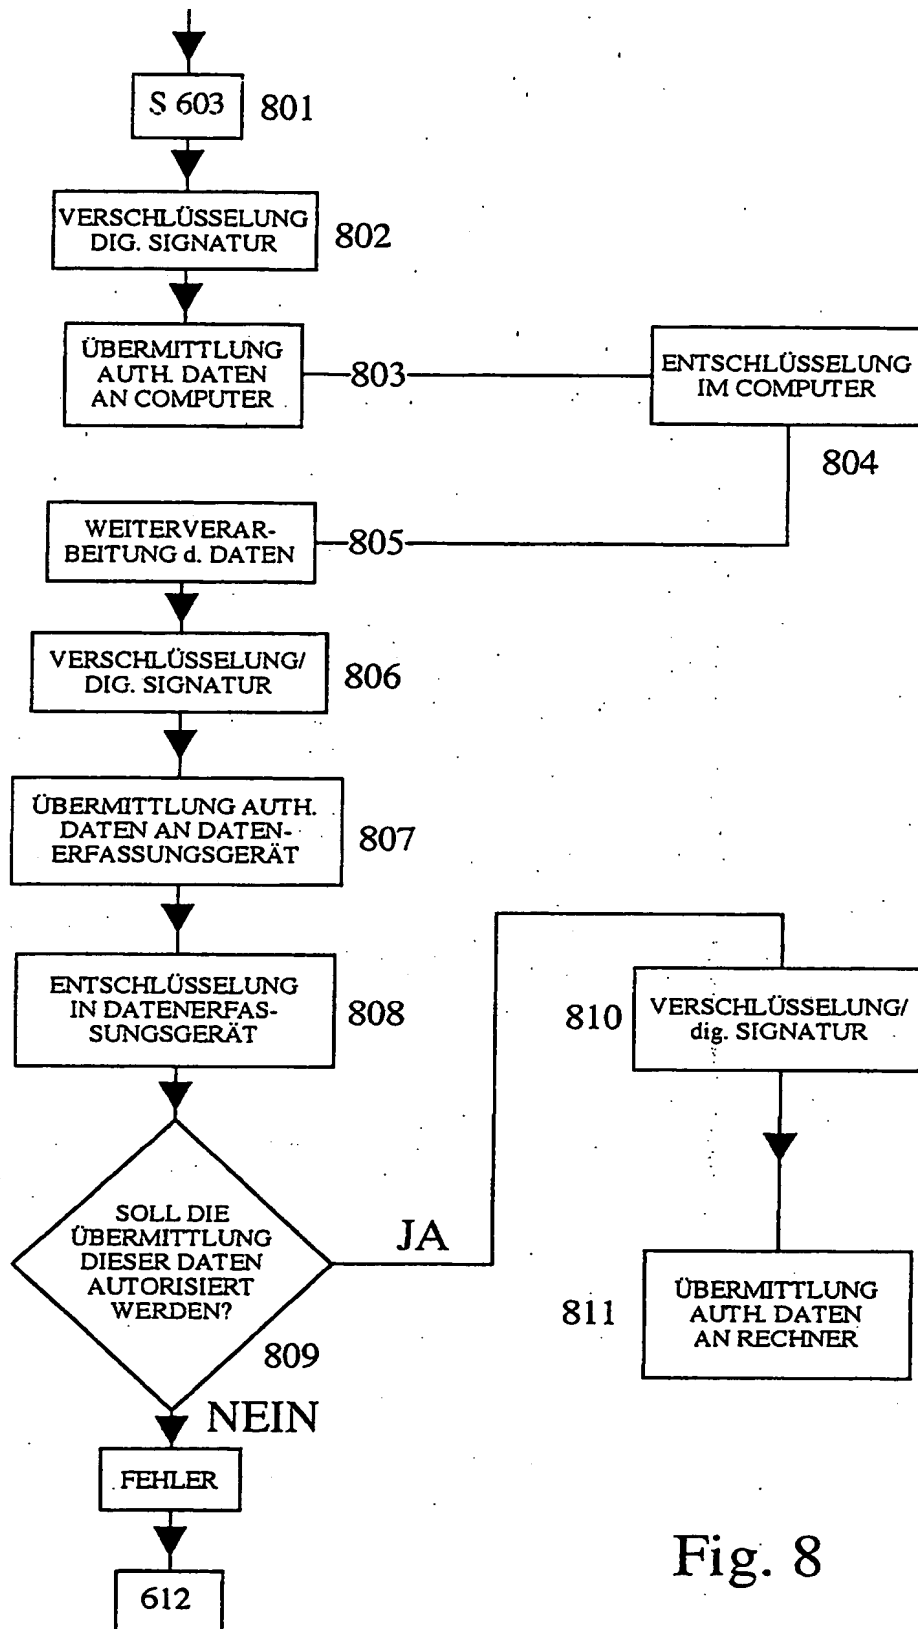 S 603
801
VERSCHLÜSSELUNG
DIG. SIGNATUR
802
ÜBERMITTLUNG
AUTH. DATEN
AN COMPUTER
803
ENTSCHLÜSSELUNG
IM COMPUTER
804
WEITERVERAR-
BEITUNG d. DATEN
805
VERSCHLÜSSELUNG/
DIG. SIGNATUR
806
ÜBERMITTLUNG AUTH.
DATEN AN DATEN-
ERFASSUNGSGERÄT
807
ENTSCHLÜSSELUNG
IN DATENERFAS-
SUNGSGERÄT
808
810
VERSCHLÜSSELUNG/
dig. SIGNATUR
SOLL DIE
ÜBERMITTLUNG
DIESER DATEN
AUTORISIERT
WERDEN?
809
JA
811
ÜBERMITTLUNG
AUTH. DATEN
AN RECHNER
NEIN
FEHLER
612
Fig. 8